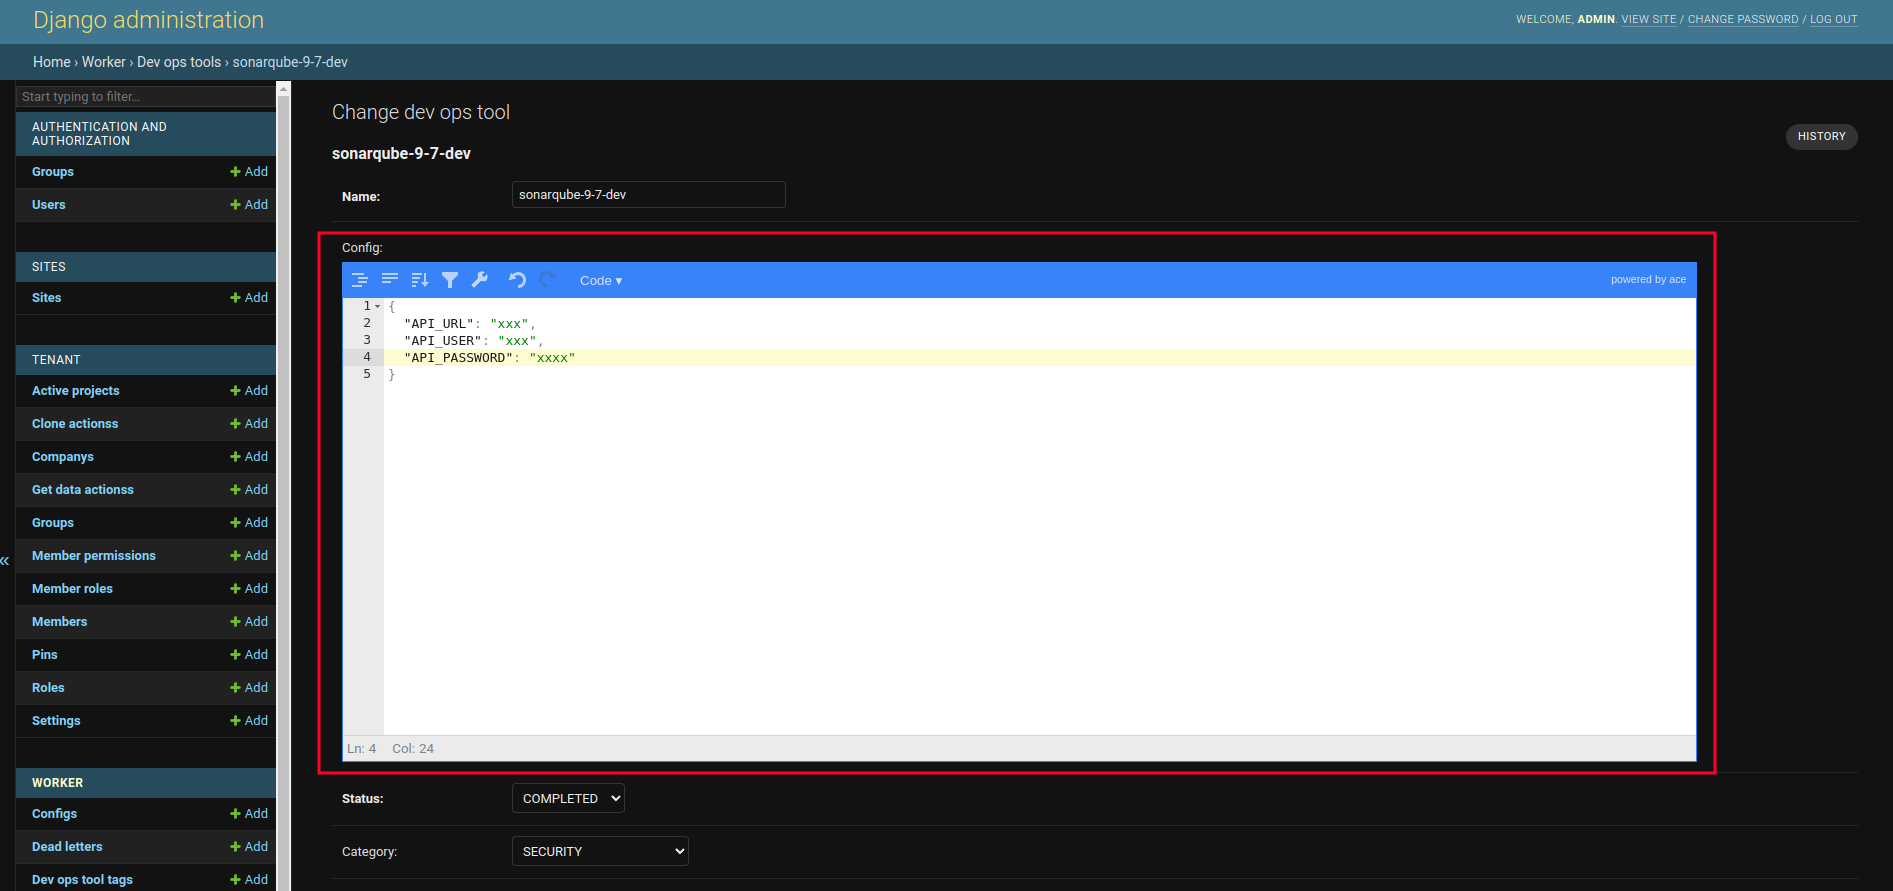 Django administration
WELCOME, ADMIN. VIEW SITE / CHANGE PASSWORD / LOG OUT
Home › Worker › Dev ops tools › sonarqube-9-7-dev
Start typing to filter...
AUTHENTICATION AND
AUTHORIZATION
Groups + Add
Users + Add
SITES
Sites + Add
TENANT
Active projects + Add
Clone actionss + Add
Companys + Add
Get data actionss + Add
Groups + Add
Member permissions + Add
Member roles + Add
Members + Add
Pins + Add
Roles + Add
Settings + Add
WORKER
Configs + Add
Dead letters + Add
Dev ops tool tags + Add
«
Change dev ops tool
HISTORY
sonarqube-9-7-dev
Name: sonarqube-9-7-dev
Config:
Code ▾ powered by ace
1 {
2 "API_URL": "xxx",
3 "API_USER": "xxx",
4 "API_PASSWORD": "xxxx"
5 }
Ln: 4 Col: 24
Status: COMPLETED
Category: SECURITY